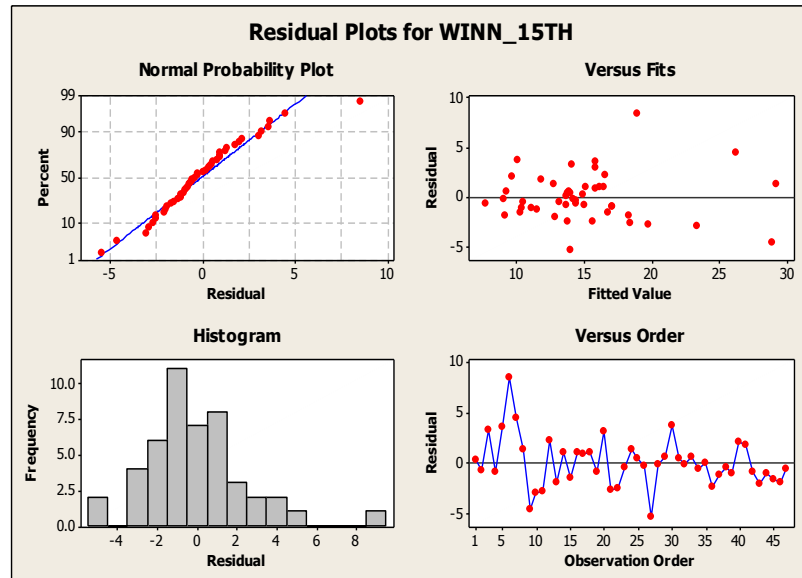 Residual Plots for WINN_15TH
Normal Probability Plot
99
90
50
10
1
Percent
-5 0 5 10
Residual
Versus Fits
10
5
0
-5
Residual
10 15 20 25 30
Fitted Value
Histogram
10.0
7.5
5.0
2.5
0.0
Frequency
-4 -2 0 2 4 6 8
Residual
Versus Order
10
5
0
-5
Residual
1 5 10 15 20 25 30 35 40 45
Observation Order